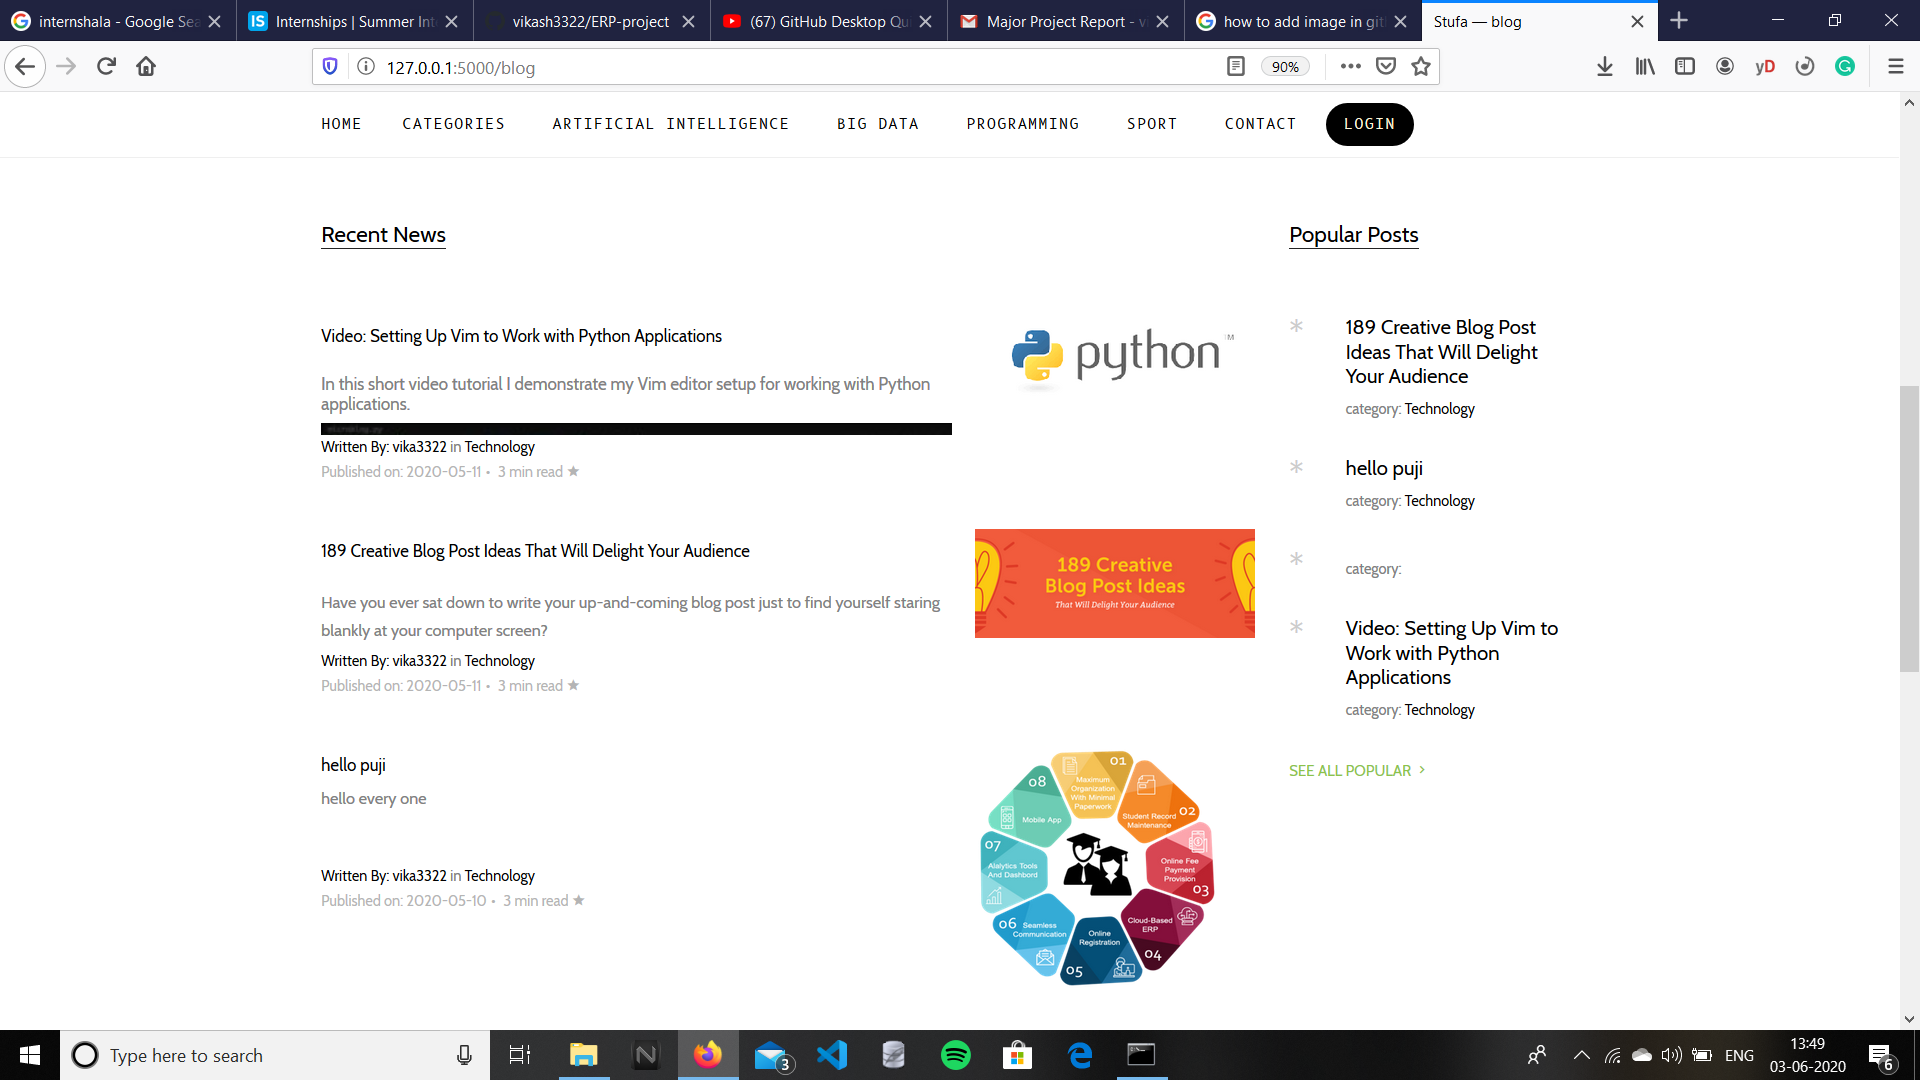 internshala - Google Sea
Internships | Summer Int
vikash3322/ERP-project
(67) GitHub Desktop Qu
Major Project Report - vi
how to add image in git
Stufa — blog
127.0.0.1:5000/blog
90%
HOME
CATEGORIES
ARTIFICIAL INTELLIGENCE
BIG DATA
PROGRAMMING
SPORT
CONTACT
LOGIN
Recent News
Video: Setting Up Vim to Work with Python Applications
In this short video tutorial I demonstrate my Vim editor setup for working with Python
applications.
Written By: vika3322 in Technology
Published on: 2020-05-11 • 3 min read ★
python™
189 Creative Blog Post Ideas That Will Delight Your Audience
Have you ever sat down to write your up-and-coming blog post just to find yourself staring
blankly at your computer screen?
Written By: vika3322 in Technology
Published on: 2020-05-11 • 3 min read ★
189 Creative
Blog Post Ideas
That Will Delight Your Audience
hello puji
hello every one
Written By: vika3322 in Technology
Published on: 2020-05-10 • 3 min read ★
01
Maximum
Organization
With Minimal
Paperwork
02
Student Record
Maintenance
Online Fee
Payment
Provision
03
Cloud-Based
ERP
04
Online
Registration
05
06
Seamless
Communication
07
Alalytics Tools
And Dashbord
08
Mobile App
Popular Posts
*
189 Creative Blog Post
Ideas That Will Delight
Your Audience
category: Technology
*
hello puji
category: Technology
*
category:
*
Video: Setting Up Vim to
Work with Python
Applications
category: Technology
SEE ALL POPULAR >
Type here to search
3
ENG
13:49
03-06-2020
6